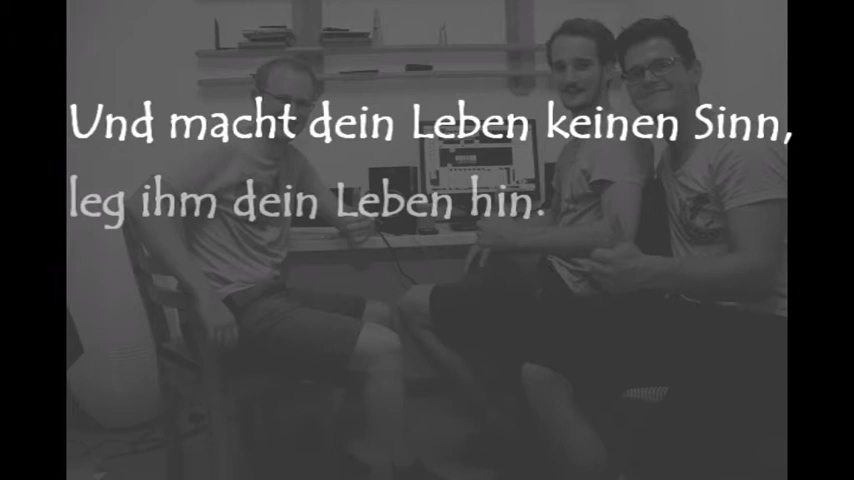 Und macht dein Leben keinen Sinn,
leg ihm dein Leben hin.